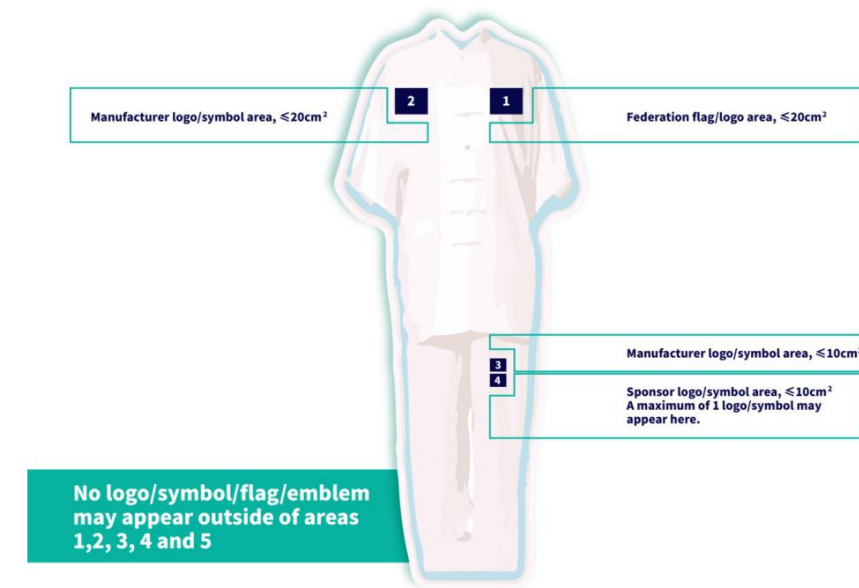 2
1
Manufacturer logo/symbol area, ≤20cm²
Federation flag/logo area, ≤20cm²
Manufacturer logo/symbol area, ≤10cm²
3
4
Sponsor logo/symbol area, ≤10cm²
A maximum of 1 logo/symbol may
appear here.
No logo/symbol/flag/emblem
may appear outside of areas
1,2, 3, 4 and 5